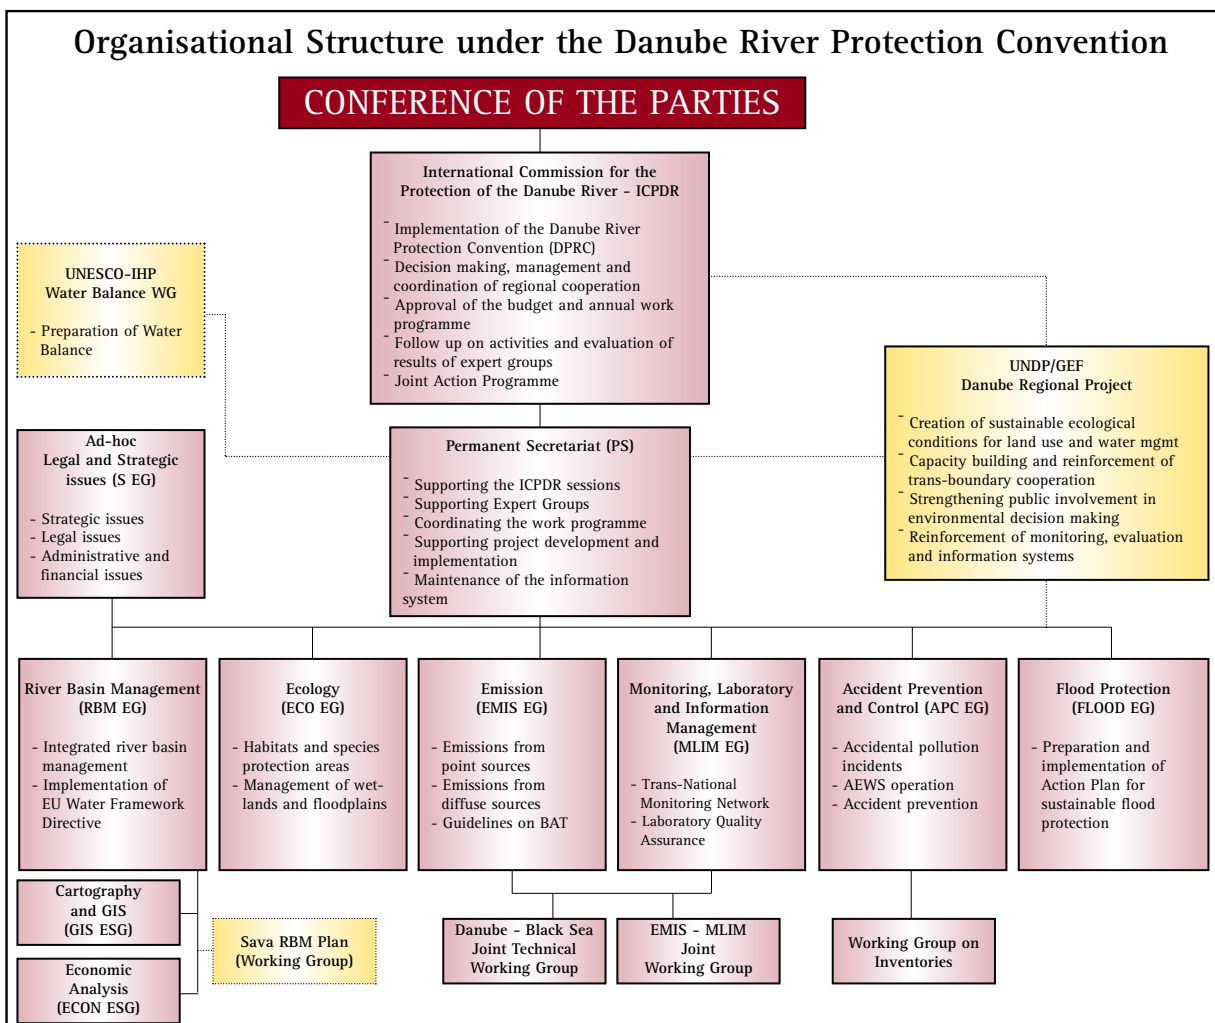 Organisational Structure under the Danube River Protection Convention
CONFERENCE OF THE PARTIES
International Commission for the
Protection of the Danube River - ICPDR
- Implementation of the Danube River
Protection Convention (DPRC)
- Decision making, management and
coordination of regional cooperation
- Approval of the budget and annual work
programme
- Follow up on activities and evaluation of
results of expert groups
- Joint Action Programme
UNESCO-IHP
Water Balance WG
- Preparation of Water
Balance
UNDP/GEF
Danube Regional Project
- Creation of sustainable ecological
conditions for land use and water mgmt
- Capacity building and reinforcement of
trans-boundary cooperation
- Strengthening public involvement in
environmental decision making
- Reinforcement of monitoring, evaluation
and information systems
Ad-hoc
Legal and Strategic
issues (S EG)
- Strategic issues
- Legal issues
- Administrative and
financial issues
Permanent Secretariat (PS)
- Supporting the ICPDR sessions
- Supporting Expert Groups
- Coordinating the work programme
- Supporting project development and
implementation
- Maintenance of the information
system
River Basin Management
(RBM EG)
- Integrated river basin
management
- Implementation of
EU Water Framework
Directive
Ecology
(ECO EG)
- Habitats and species
protection areas
- Management of wet-
lands and floodplains
Emission
(EMIS EG)
- Emissions from
point sources
- Emissions from
diffuse sources
- Guidelines on BAT
Monitoring, Laboratory
and Information
Management
(MLIM EG)
- Trans-National
Monitoring Network
- Laboratory Quality
Assurance
Accident Prevention
and Control (APC EG)
- Accidental pollution
incidents
- AEWS operation
- Accident prevention
Flood Protection
(FLOOD EG)
- Preparation and
implementation of
Action Plan for
sustainable flood
protection
Cartography
and GIS
(GIS ESG)
Economic
Analysis
(ECON ESG)
Sava RBM Plan
(Working Group)
Danube - Black Sea
Joint Technical
Working Group
EMIS - MLIM
Joint
Working Group
Working Group on
Inventories